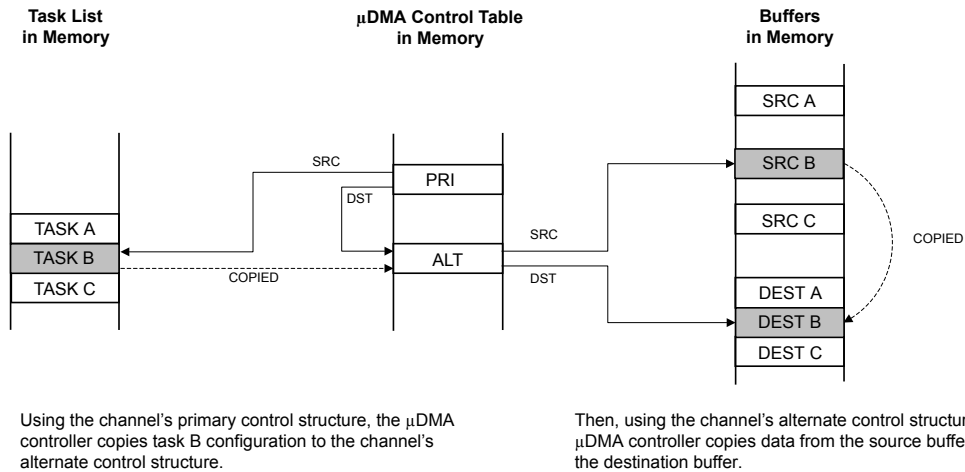 Task List
in Memory
µDMA Control Table
in Memory
Buffers
in Memory
SRC A
SRC
PRI
SRC B
DST
TASK A
SRC C
SRC
COPIED
TASK B
ALT
COPIED
DST
TASK C
DEST A
DEST B
DEST C
Using the channel's primary control structure, the µDMA
controller copies task B configuration to the channel's
alternate control structure.
Then, using the channel's alternate control
µDMA controller copies data from the source
the destination buffer.